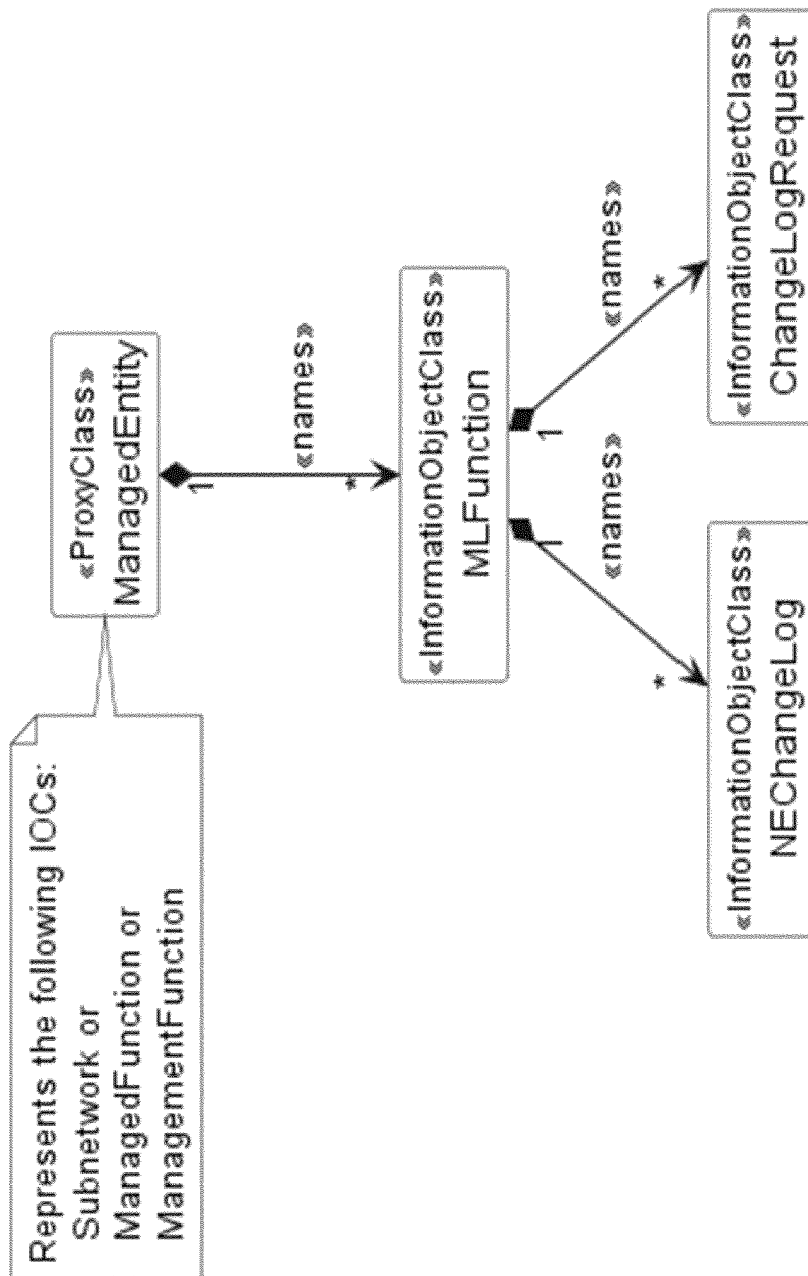 Represents the following IOCs:
Subnetwork or
ManagedFunction or
ManagementFunction
«ProxyClass»
ManagedEntity
1
«names»
*
«InformationObjectClass»
MLFunction
1
«names»
*
1
«names»
*
«InformationObjectClass»
NEChangeLog
«InformationObjectClass»
ChangeLogRequest